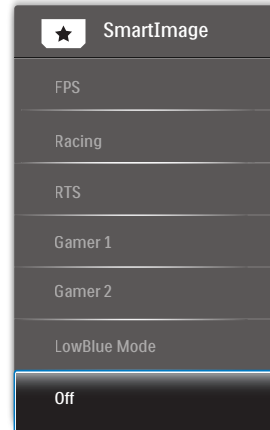 SmartImage
FPS
Racing
RTS
Gamer 1
Gamer 2
LowBlue Mode
Off